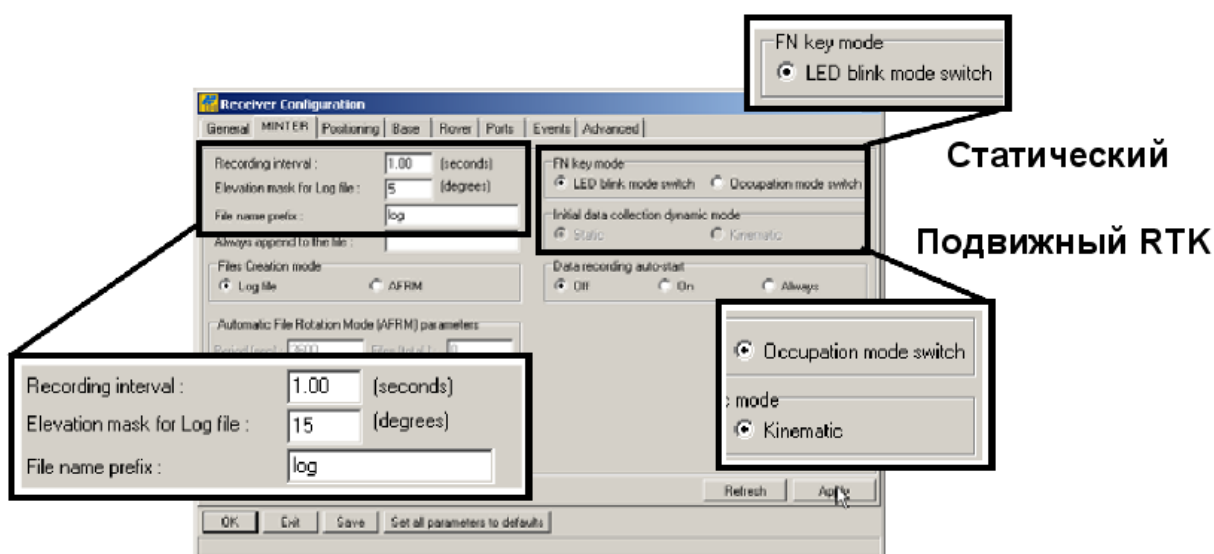 FN key mode
LED blink mode switch
Receiver Configuration
General MINTER Positioning Base Rover Ports Events Advanced
Recording interval : 1.00 (seconds)
Elevation mask for Log file : 5 (degrees)
File name prefix : log
Always append to the file :
FN key mode
LED blink mode switch Occupation mode switch
Initial data collection dynamic mode
Static Kinematic
Статический
Подвижный RTK
Files Creation mode
Log file AFRM
Data recording auto-start
Off On Always
Automatic File Rotation Mode (AFRM) parameters
3600
Recording interval : 1.00 (seconds)
Elevation mask for Log file : 15 (degrees)
File name prefix : log
Occupation mode switch
mode
Kinematic
Refresh Apply
OK Exit Save Set all parameters to defaults